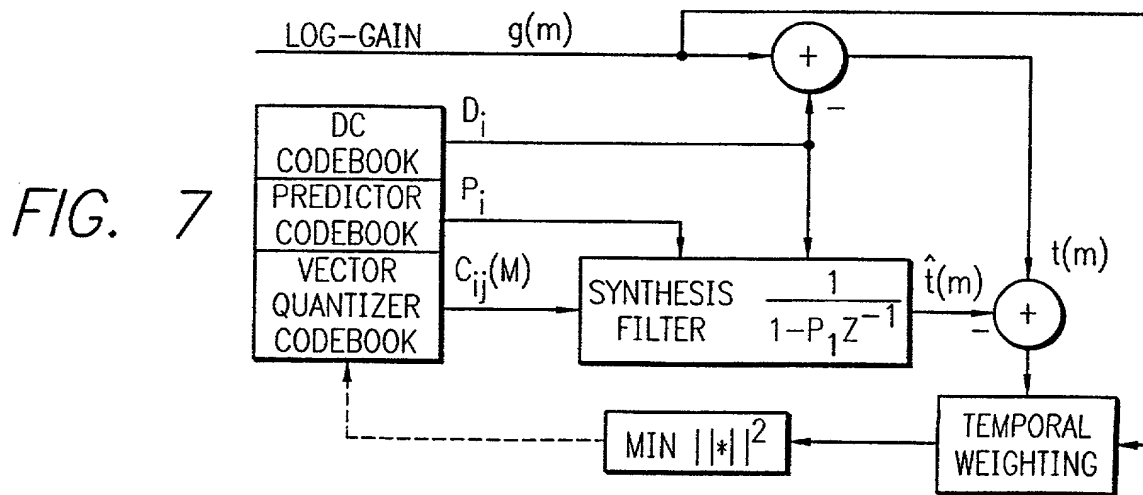 LOG-GAIN g(m)
+
−
DC
CODEBOOK
D_i
PREDICTOR
CODEBOOK
P_i
VECTOR
QUANTIZER
CODEBOOK
C_ij(M)
FIG. 7
SYNTHESIS
FILTER
1
1-P_1Z^-1
t̂(m)
t(m)
+
−
TEMPORAL
WEIGHTING
MIN ||*||^2